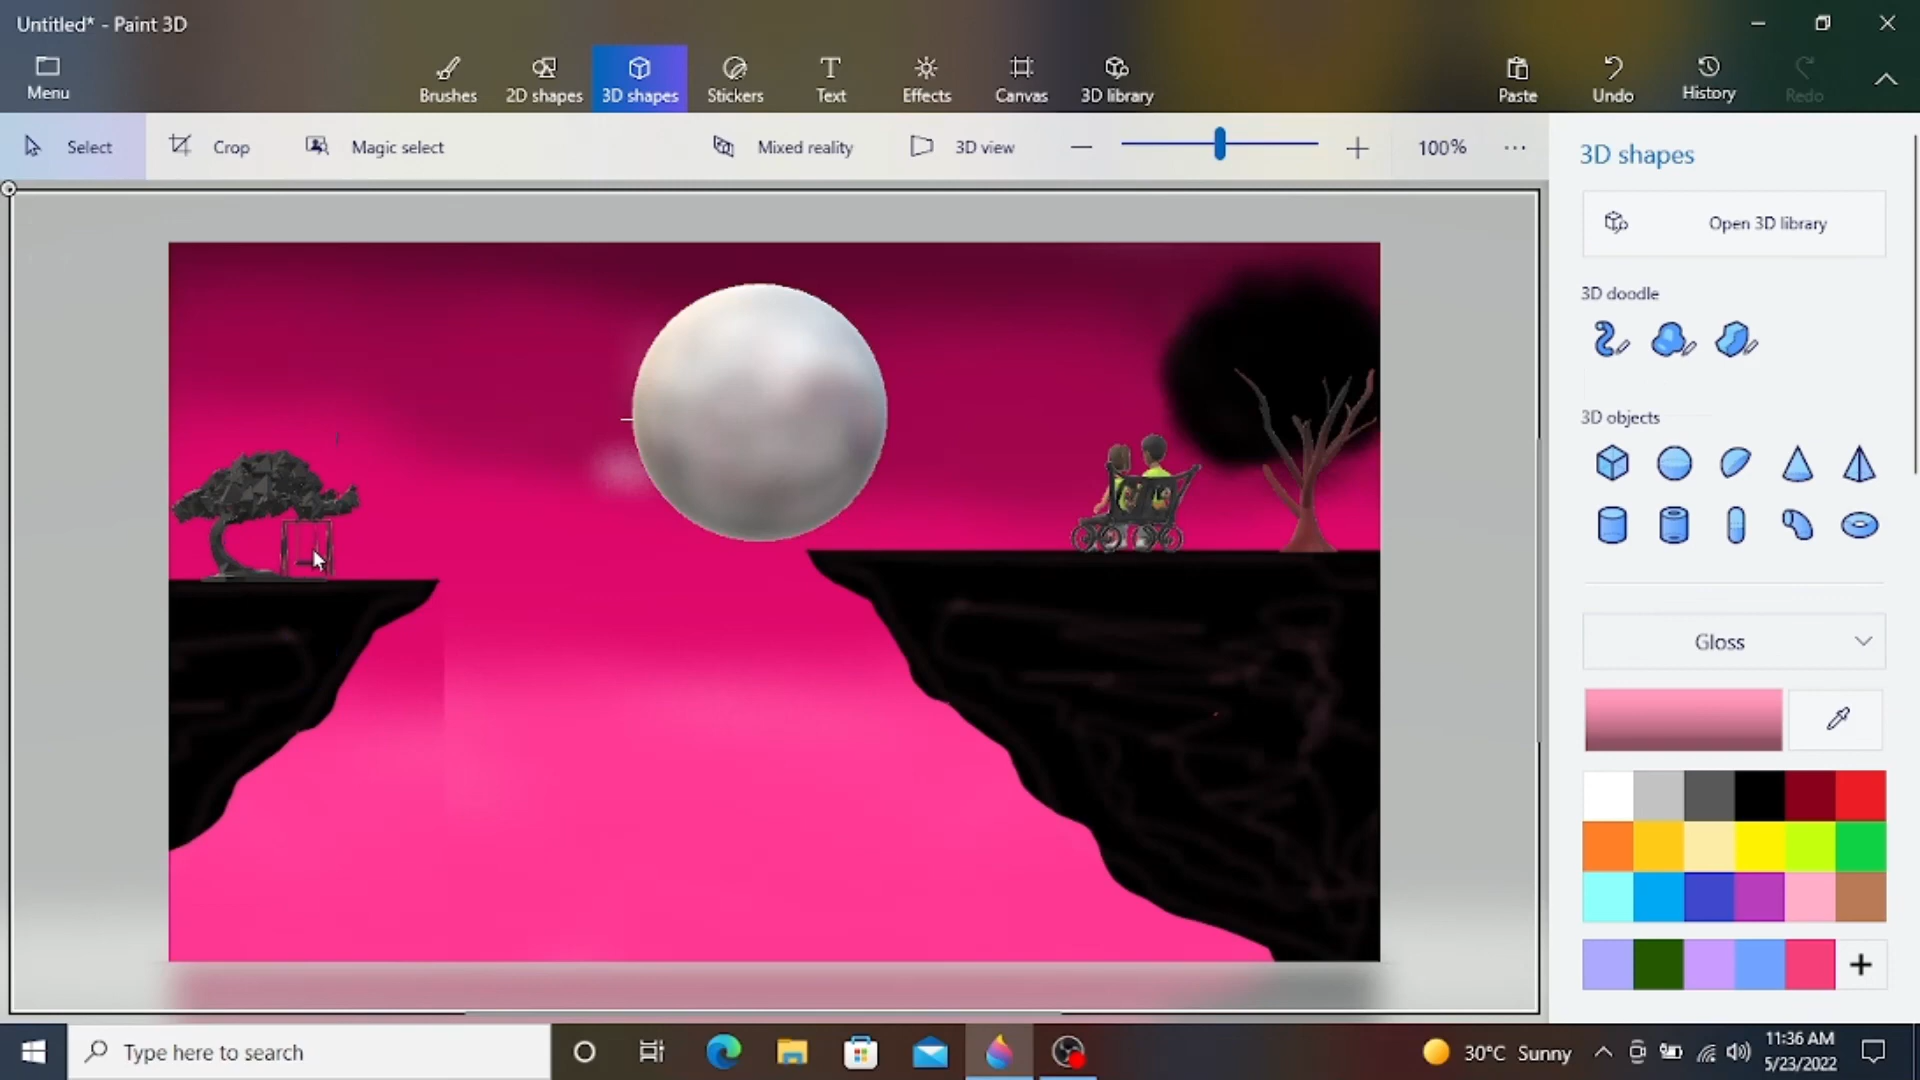 Untitled* - Paint 3D
Menu
Brushes
2D shapes
3D shapes
Stickers
Text
Effects
Canvas
3D library
Paste
Undo
History
Redo
Select
Crop
Magic select
Mixed reality
3D view
100%
3D shapes
Open 3D library
3D doodle
3D objects
Gloss
Type here to search
30°C Sunny
11:36 AM
5/23/2022